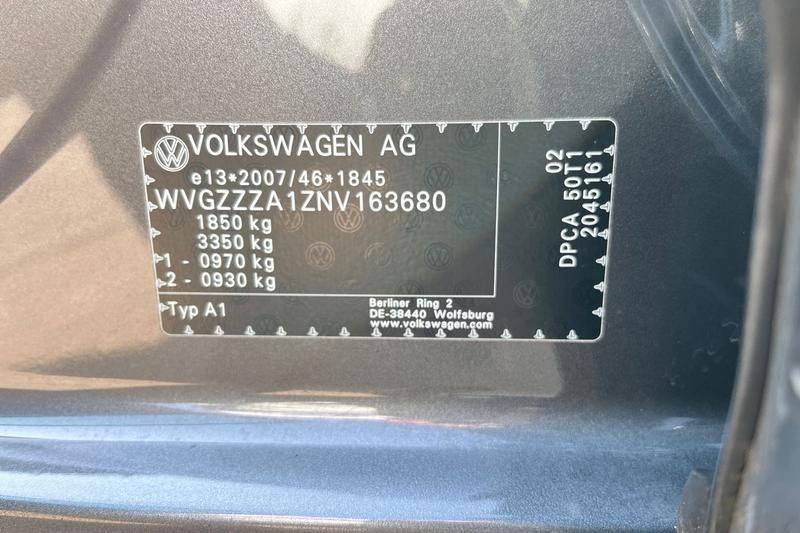 VOLKSWAGEN AG
e13*2007/46*1845
WVGZZZA1ZNV163680
1850 kg
3350 kg
1 - 0970 kg
2 - 0930 kg
Typ A1
Berliner Ring 2
DE-38440 Wolfsburg
www.volkswagen.com
02
DPCA 50T1
2045161